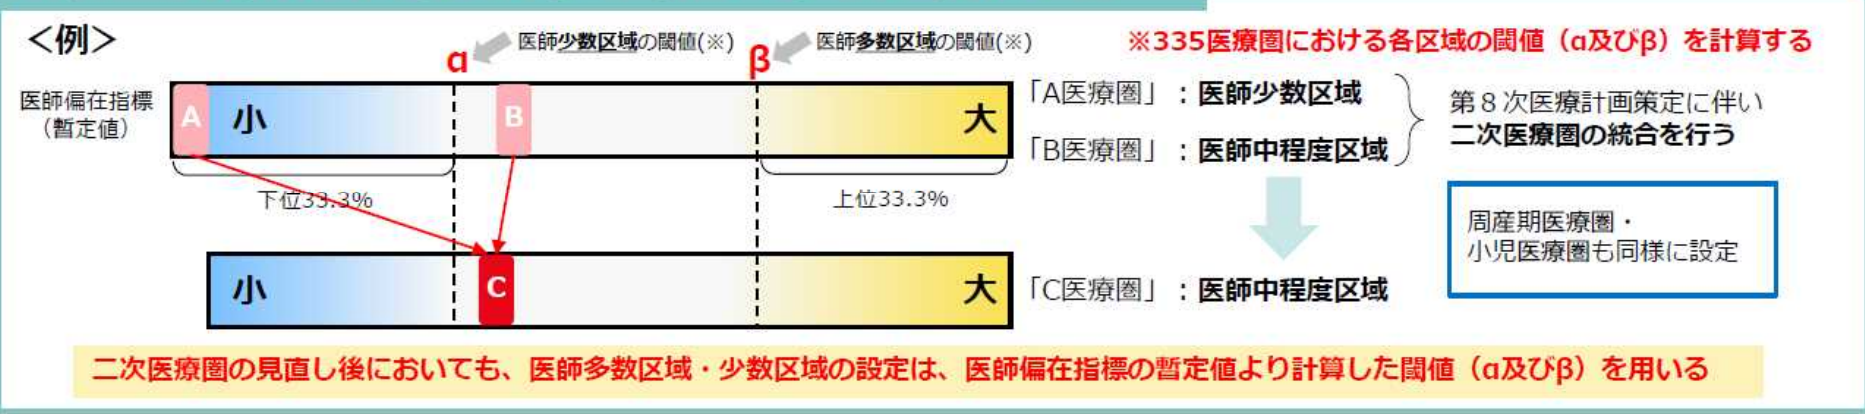 ＜例＞
α
医師少数区域の閾値(※)
β
医師多数区域の閾値(※)
※335医療圏における各区域の閾値（α及びβ）を計算する
医師偏在指標
（暫定値）
A
小
B
大
「A医療圏」：医師少数区域
「B医療圏」：医師中程度区域
第８次医療計画策定に伴い
二次医療圏の統合を行う
下位33.3%
上位33.3%
周産期医療圏・
小児医療圏も同様に設定
小
C
大
「C医療圏」：医師中程度区域
二次医療圏の見直し後においても、医師多数区域・少数区域の設定は、医師偏在指標の暫定値より計算した閾値（α及びβ）を用いる